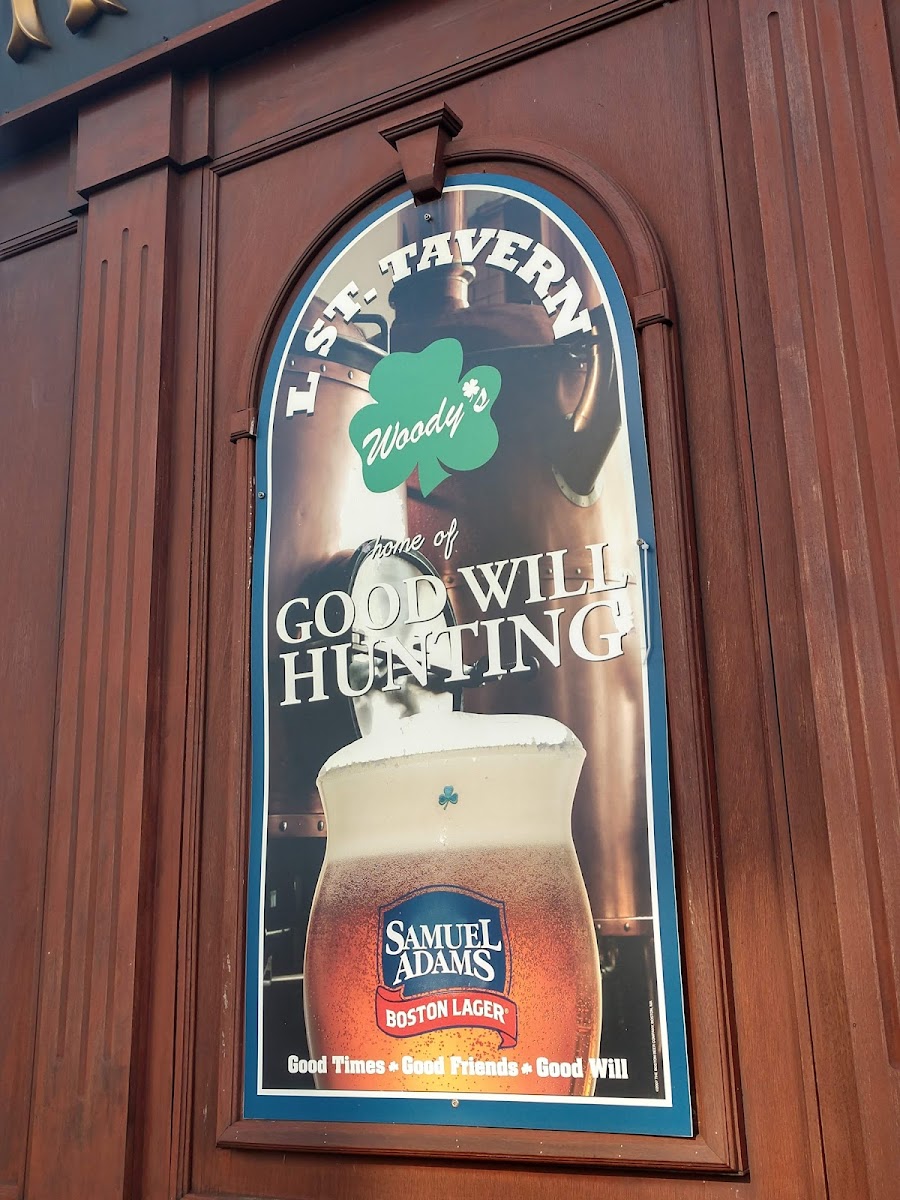 L ST. TAVERN
Woody's
home of
GOOD WILL
HUNTING
SAMUEL
ADAMS
BOSTON LAGER®
Good Times ☘ Good Friends ☘ Good Will